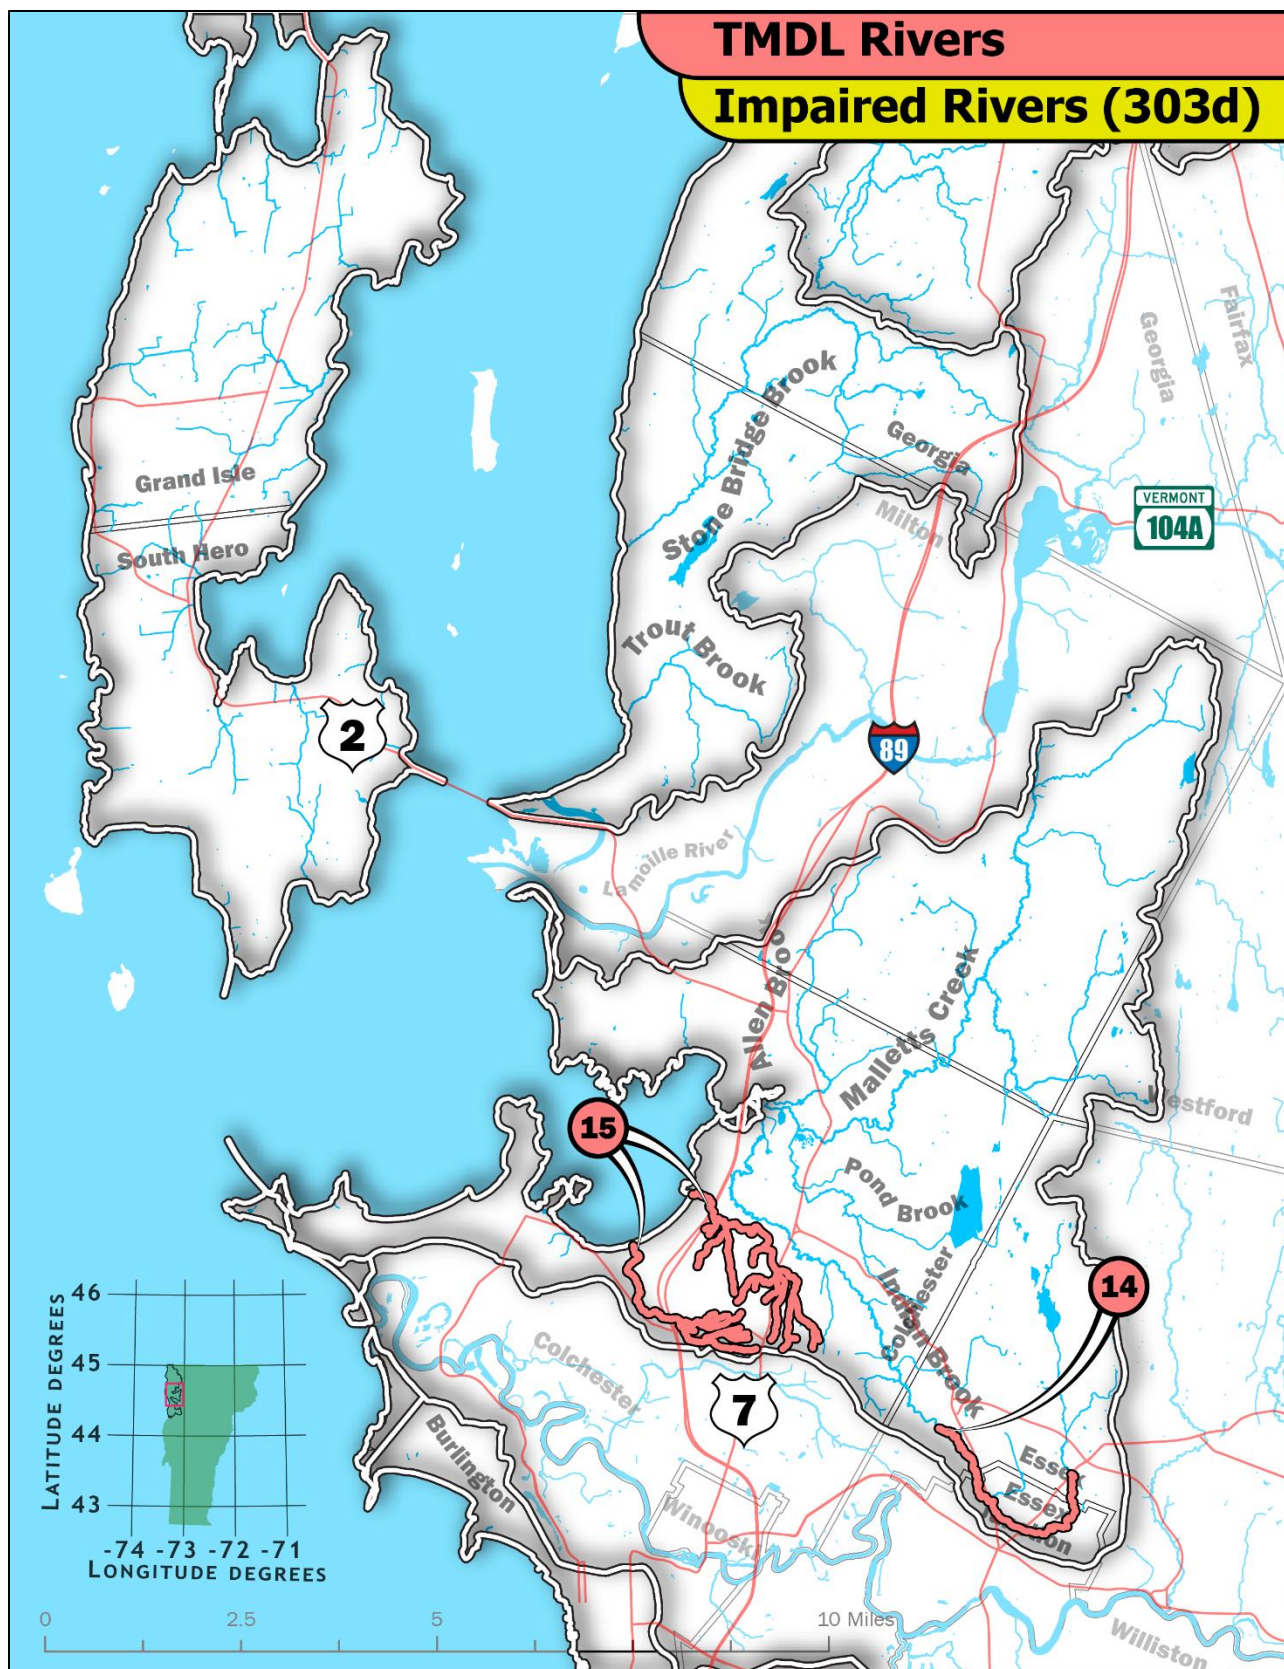 TMDL Rivers
Impaired Rivers (303d)
Fairfax
Georgia
Stone Bridge Brook
Georgia
Grand Isle
VERMONT
104A
Milton
South Hero
Trout Brook
2
89
Lamoille River
Allen Brook
Malletts Creek
Westford
15
Pond Brook
14
Indian Brook
Colchester
Colchester
7
Burlington
Essex
Essex
Junction
Winooski
Williston
LATITUDE DEGREES
46
45
44
43
-74 -73 -72 -71
LONGITUDE DEGREES
0 2.5 5 10 Miles